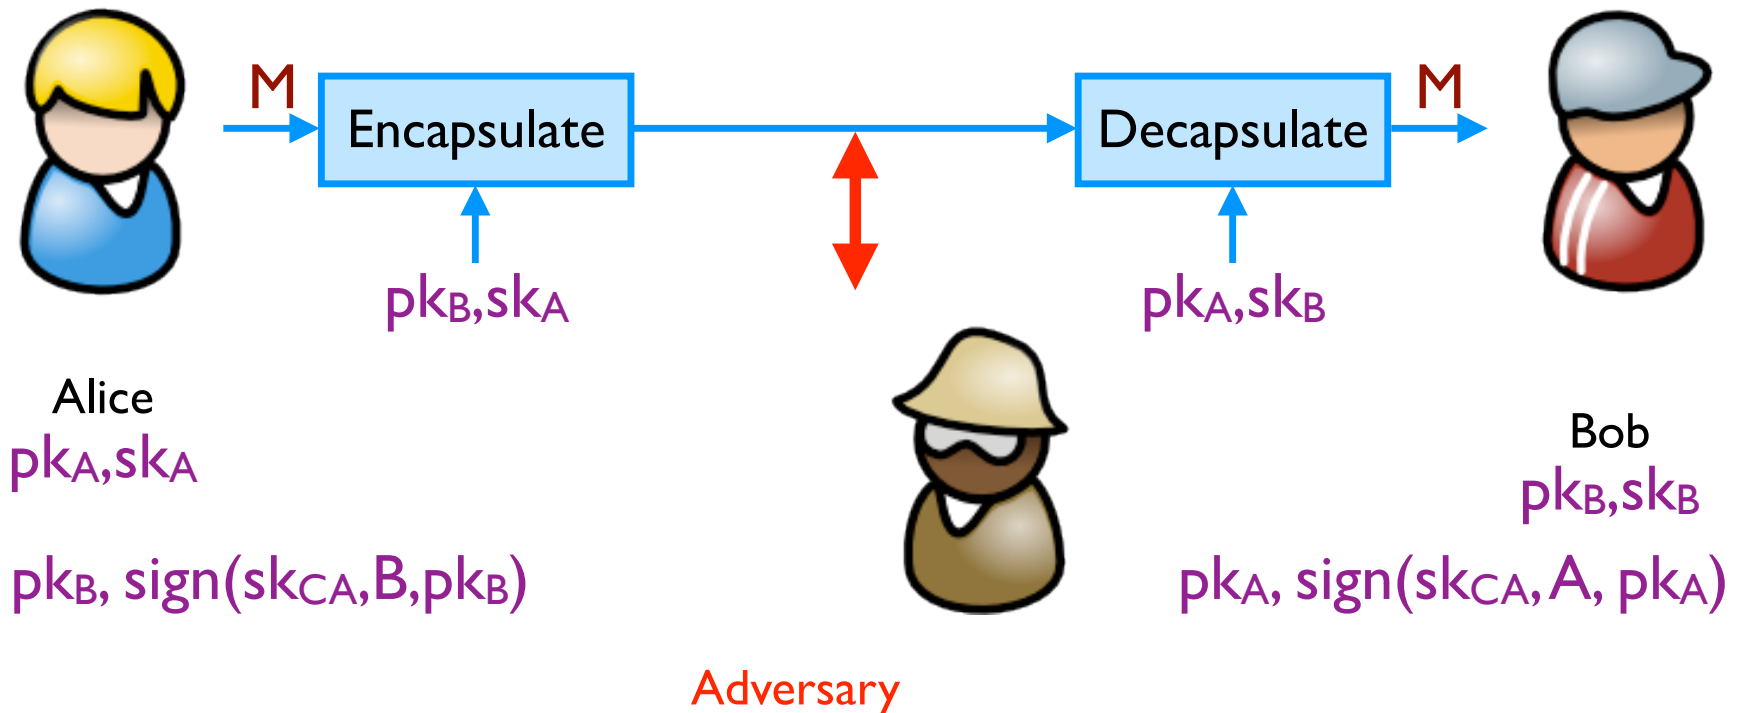 M
Encapsulate
Decapsulate
M
pkB,skA
pkA,skB
Alice
pkA,skA
Bob
pkB,skB
pkB, sign(skCA,B,pkB)
pkA, sign(skCA, A, pkA)
Adversary